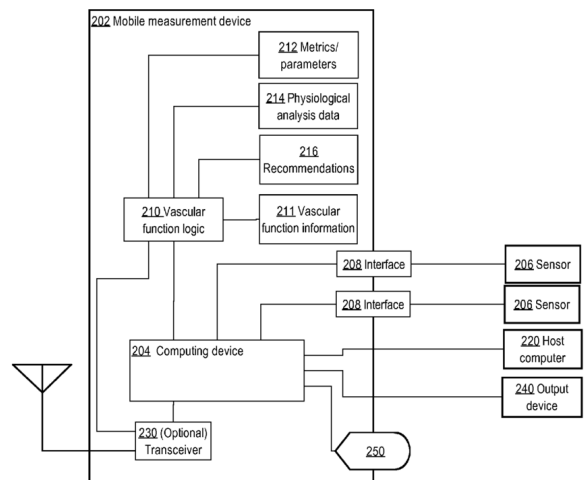 202 Mobile measurement device
212 Metrics/
parameters
214 Physiological
analysis data
216
Recommendations
210 Vascular
function logic
211 Vascular
function information
208 Interface
206 Sensor
208 Interface
206 Sensor
204 Computing device
220 Host
computer
240 Output
device
230 (Optional)
Transceiver
250